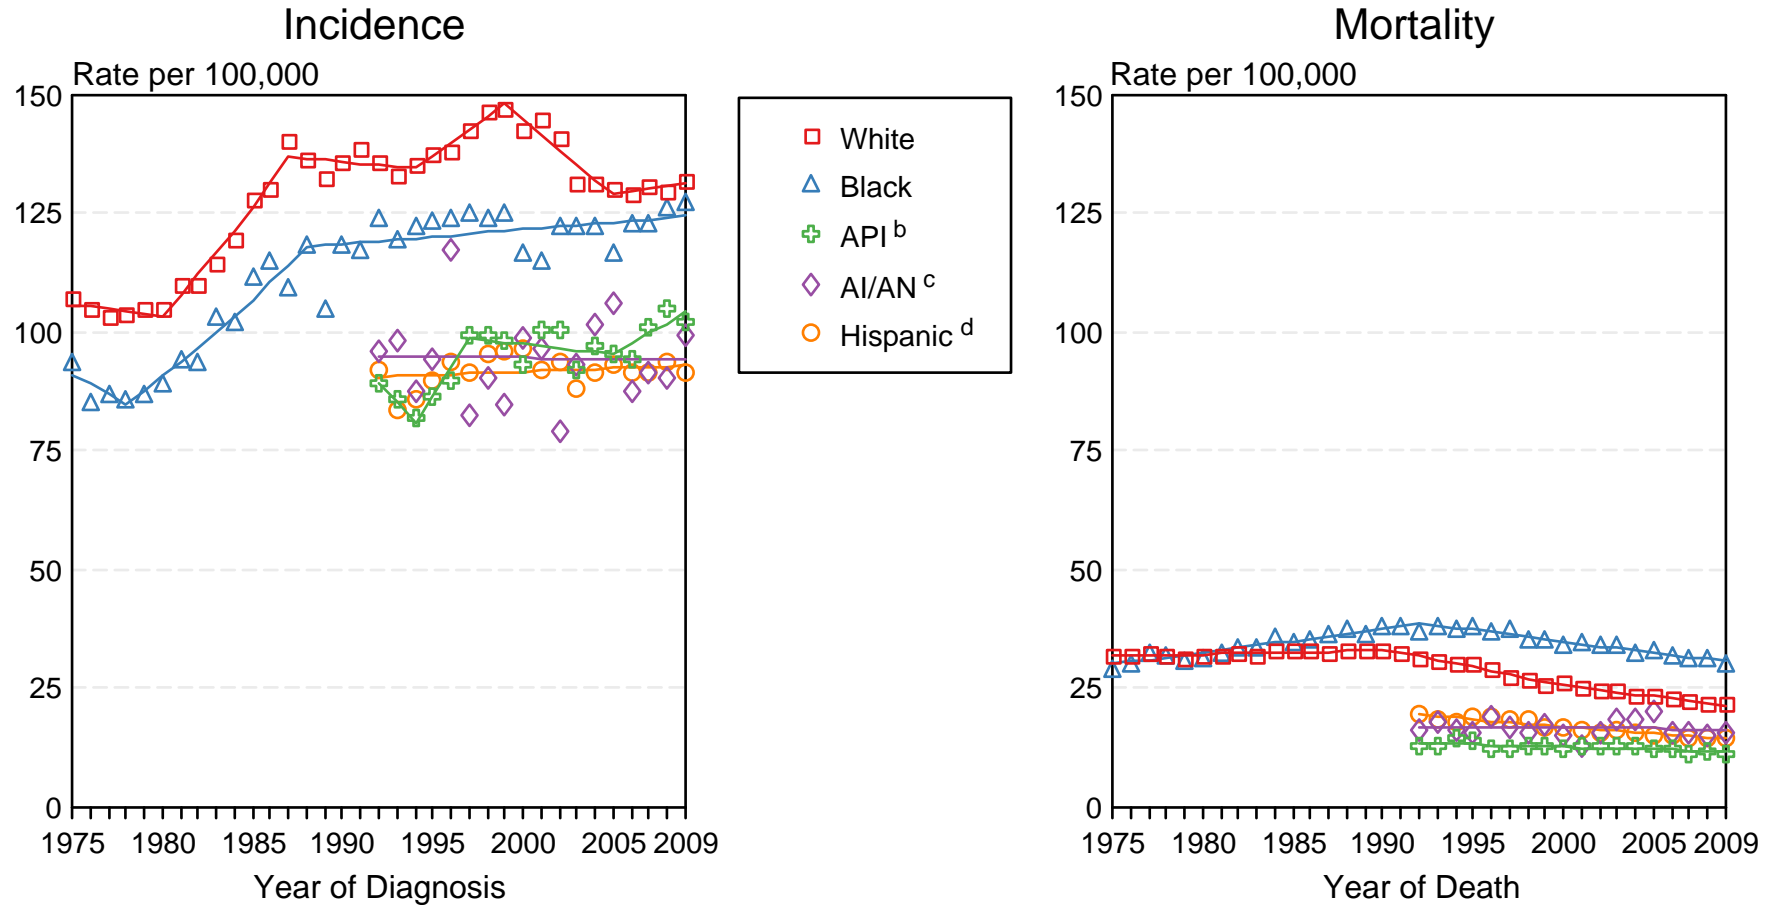 Incidence
Rate per 100,000
150
125
100
75
50
25
0
1975 1980 1985 1990 1995 2000 2005 2009
Year of Diagnosis
White
Black
API b
AI/AN c
Hispanic d
Mortality
Rate per 100,000
150
125
100
75
50
25
0
1975 1980 1985 1990 1995 2000 2005 2009
Year of Death